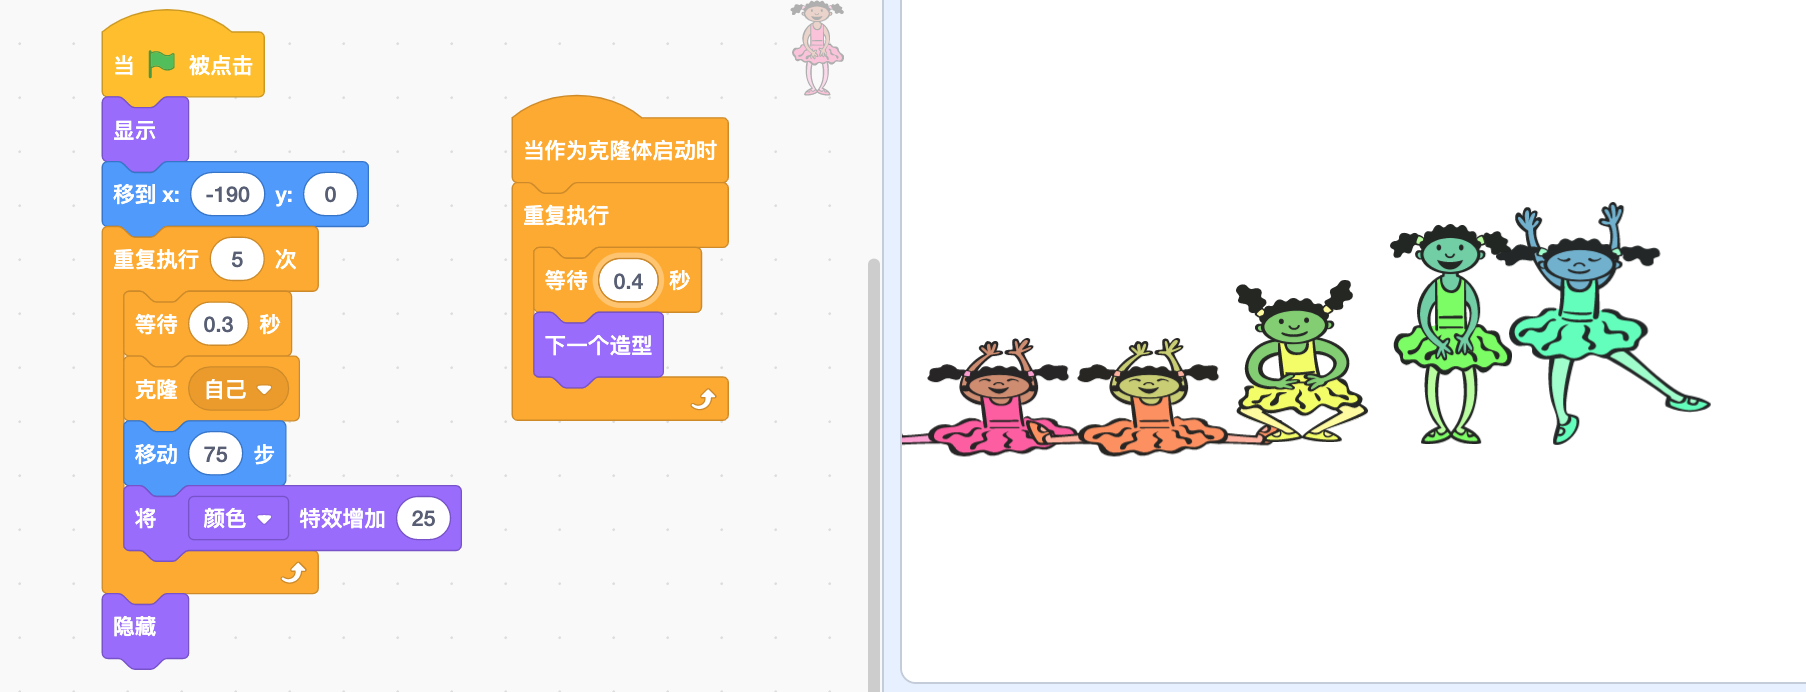 当 被点击
显示
移到 x: -190 y: 0
重复执行 5 次
等待 0.3 秒
克隆 自己
移动 75 步
将 颜色 特效增加 25
隐藏
当作为克隆体启动时
重复执行
等待 0.4 秒
下一个造型